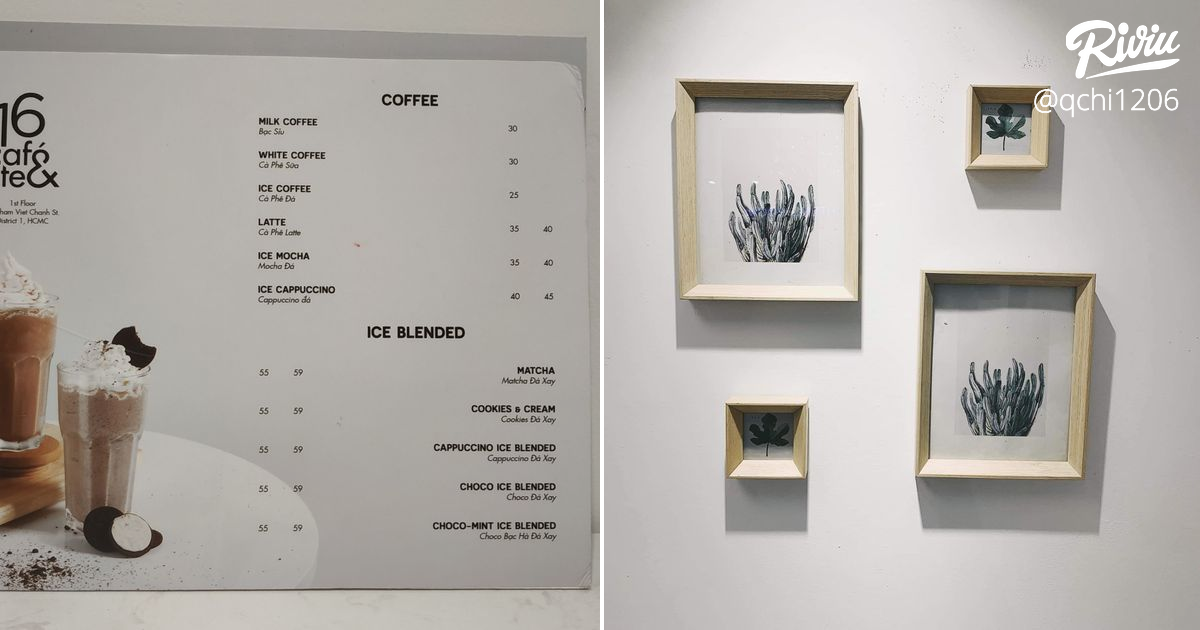 16
café
te&
1st Floor
ham Viet Chanh St.
District 1, HCMC
COFFEE
MILK COFFEE 30
Bạc Sỉu
WHITE COFFEE 30
Cà Phê Sữa
ICE COFFEE 25
Cà Phê Đá
LATTE 35 40
Cà Phê Latte
ICE MOCHA 35 40
Mocha Đá
ICE CAPPUCCINO 40 45
Cappuccino đá
ICE BLENDED
55 59 MATCHA
Matcha Đá Xay
55 59 COOKIES & CREAM
Cookies Đá Xay
55 59 CAPPUCCINO ICE BLENDED
Cappuccino Đá Xay
55 59 CHOCO ICE BLENDED
Choco Đá Xay
55 59 CHOCO-MINT ICE BLENDED
Choco Bạc Hà Đá Xay
Riviu
@qchi1206